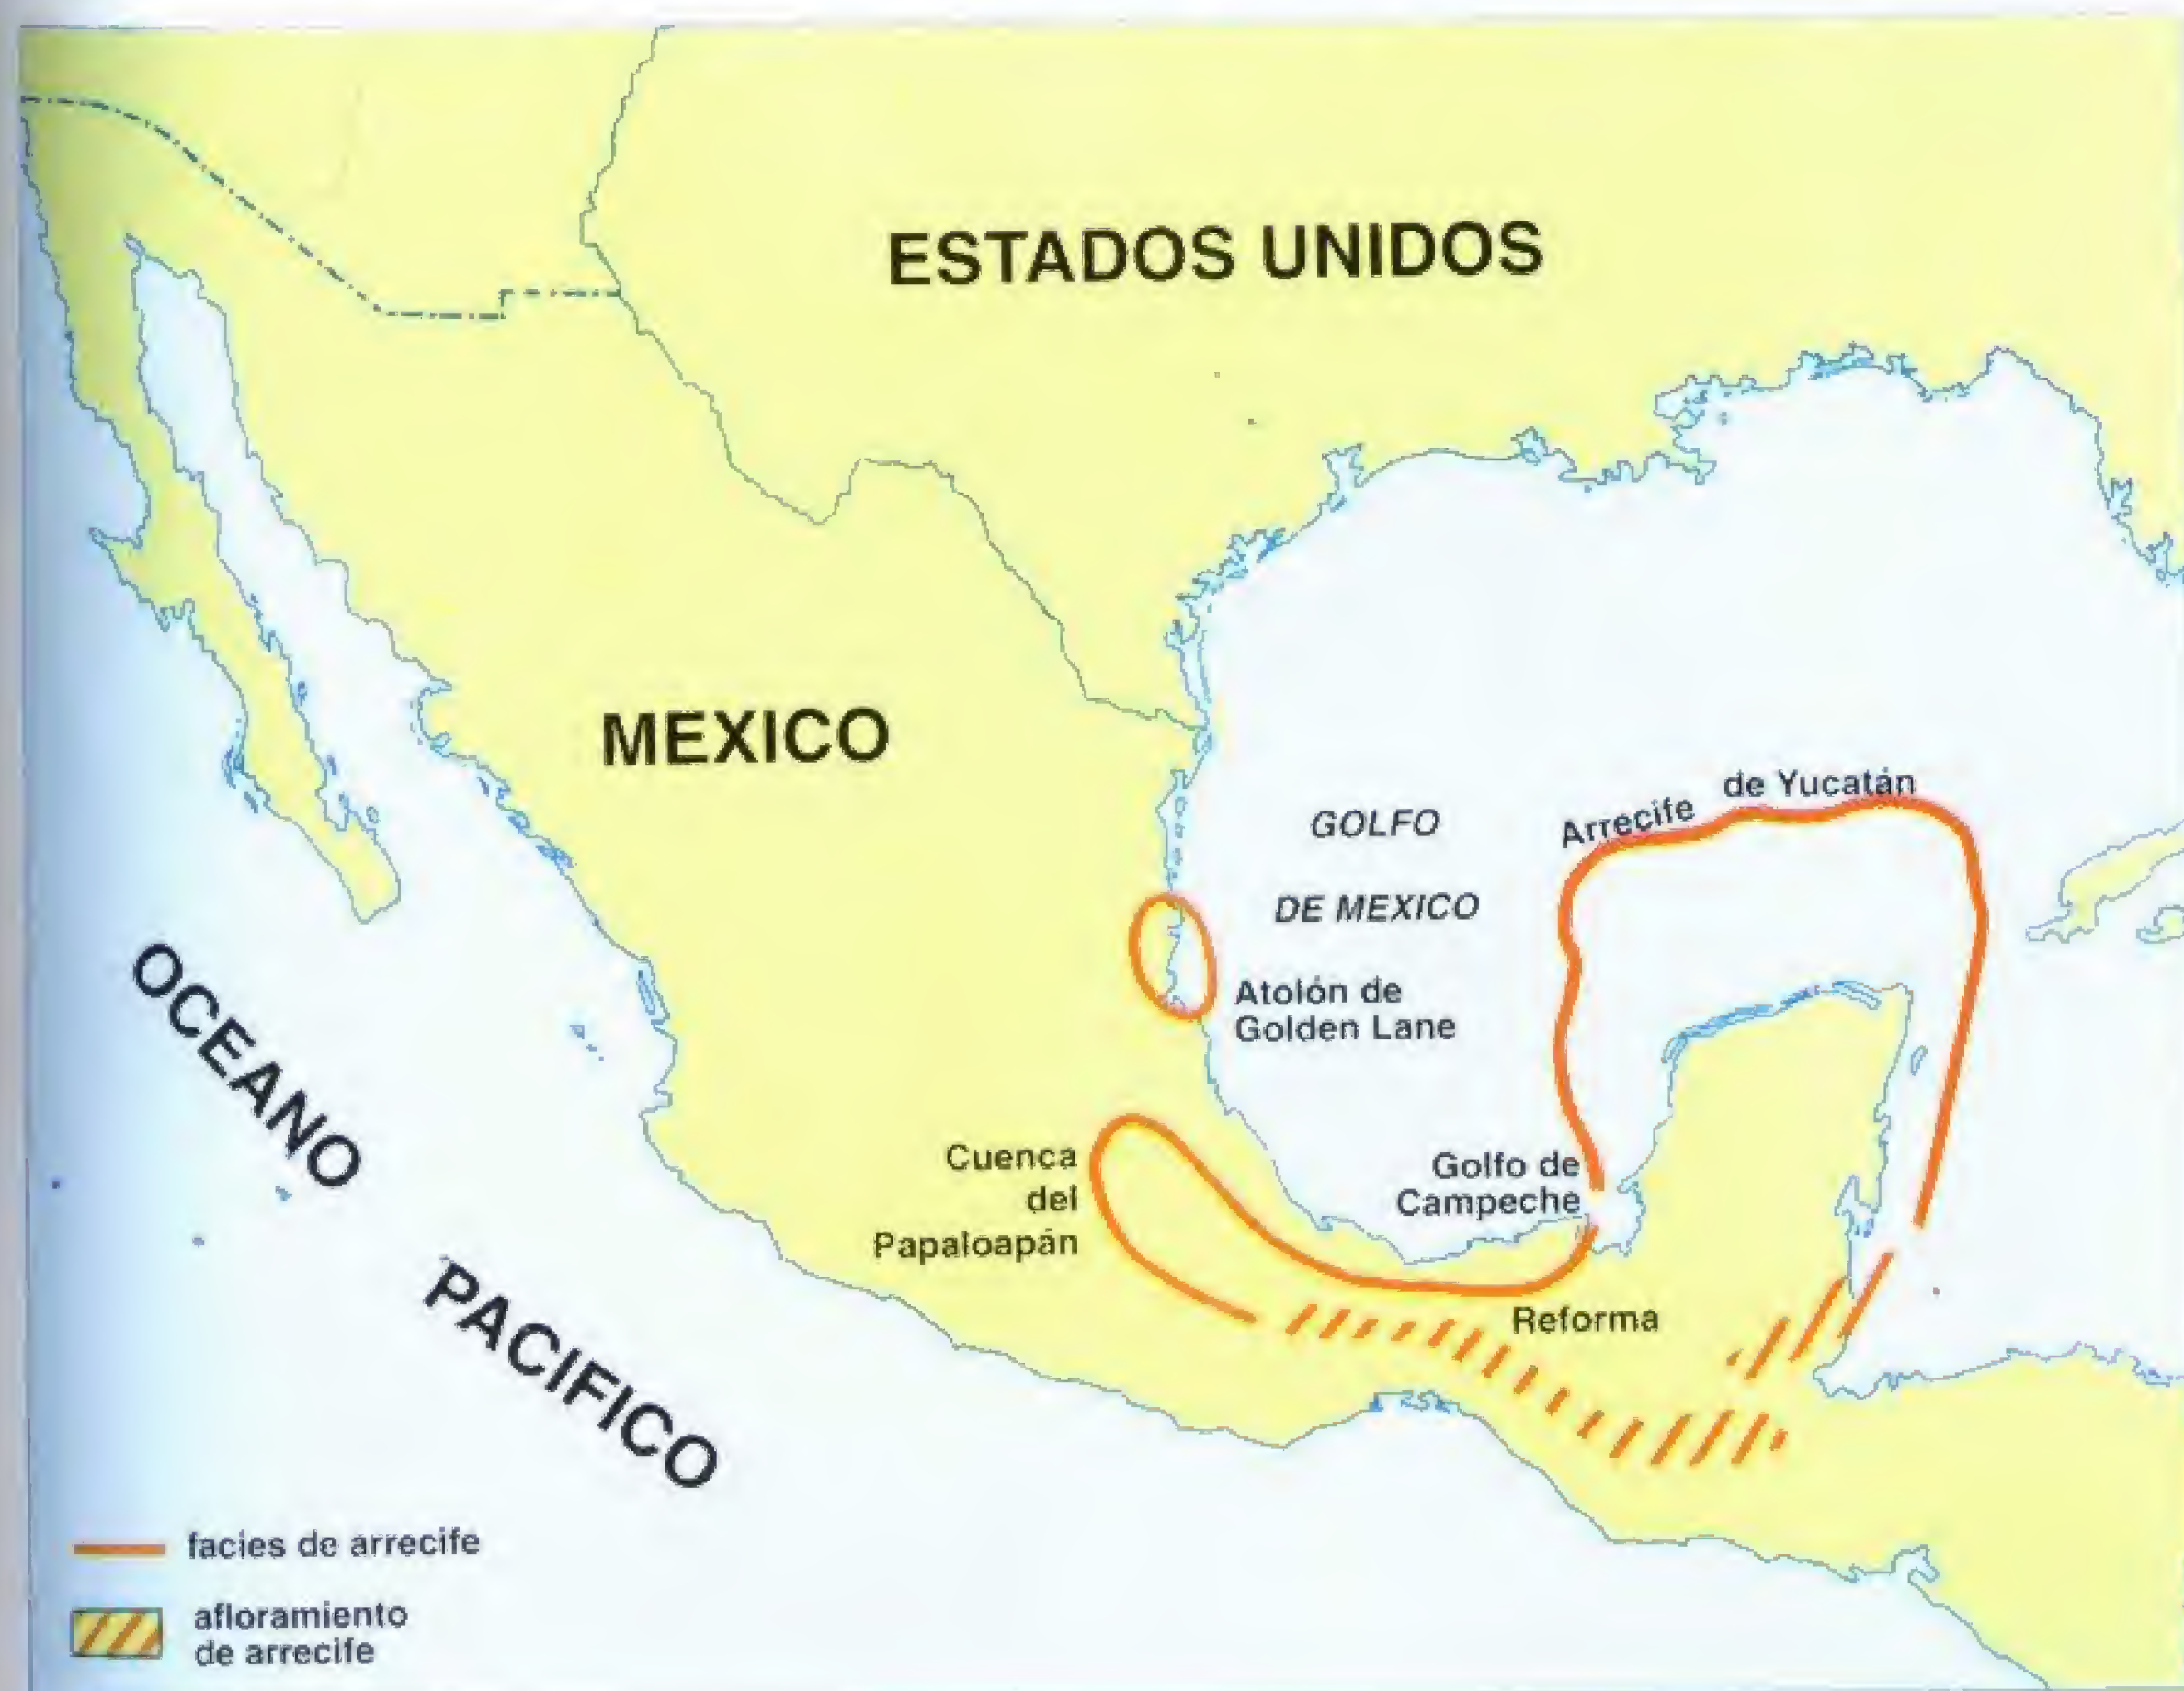 ESTADOS UNIDOS
MEXICO
GOLFO
DE MEXICO
Arrecife de Yucatán
Atolón de
Golden Lane
OCEANO
PACIFICO
Cuenca
del
Papaloapán
Golfo de
Campeche
Reforma
facies de arrecife
afloramiento
de arrecife